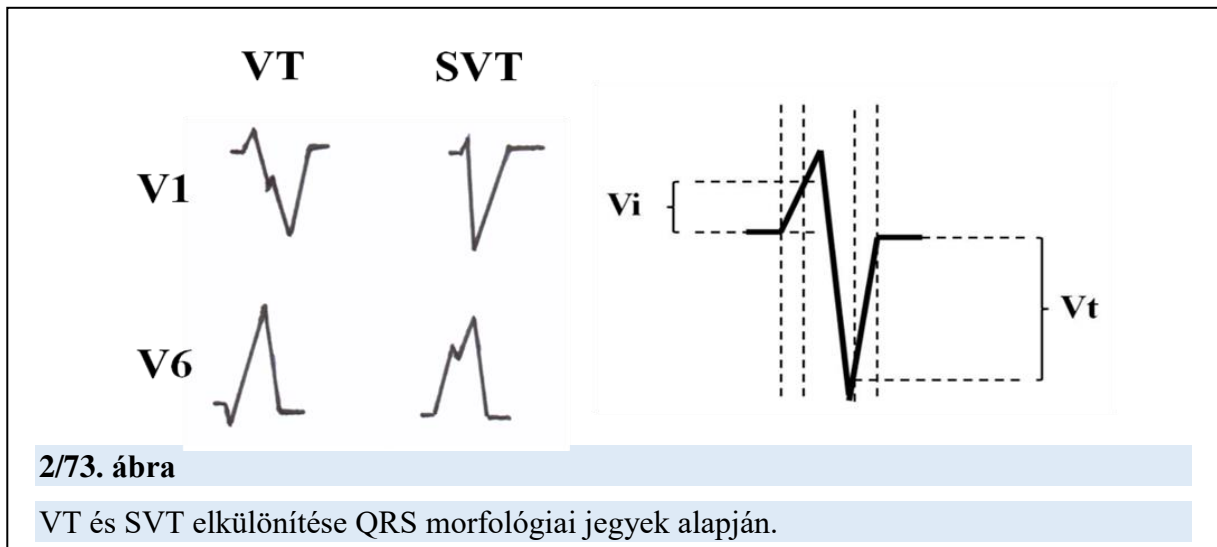 VT SVT
V1
V6
Vi
Vt
2/73. ábra
VT és SVT elkülönítése QRS morfológiai jegyek alapján.